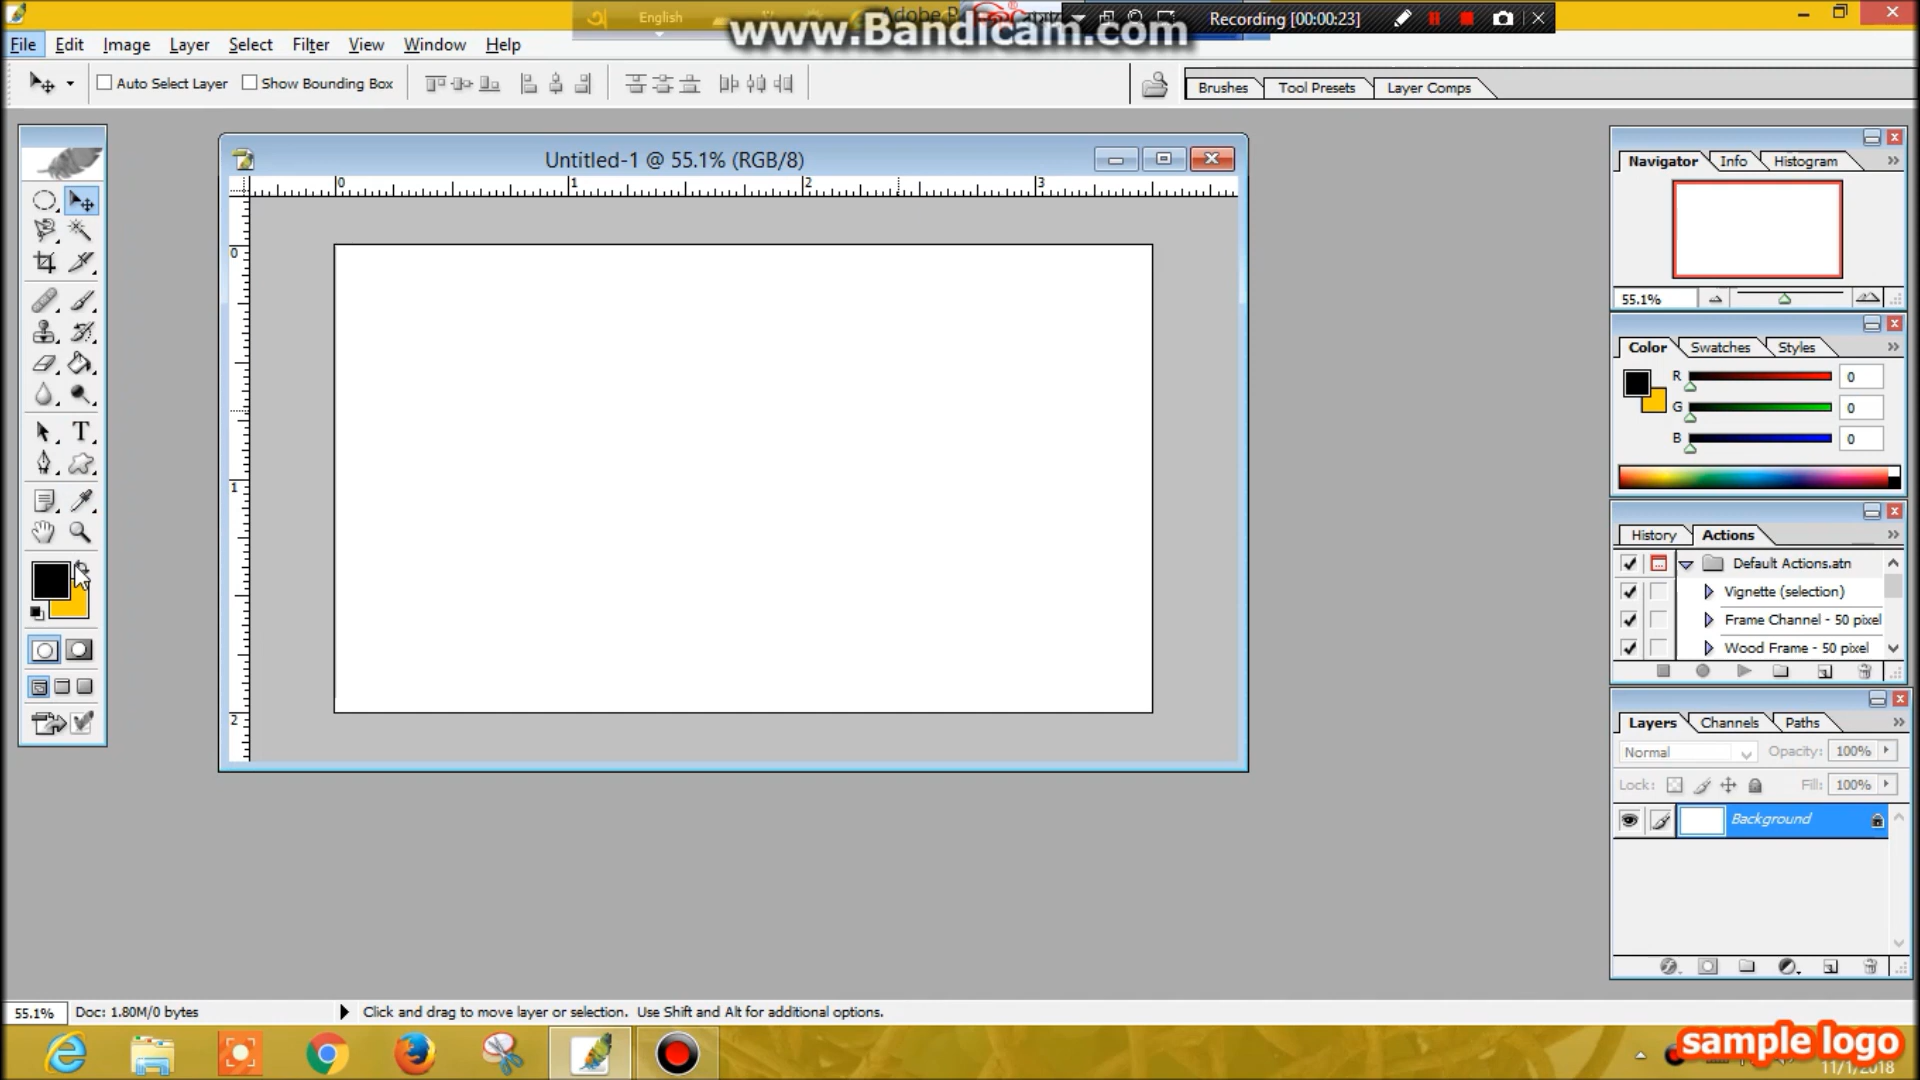 English
Adobe P
www.Bandicam.com
Recording [00:00:23]
File Edit Image Layer Select Filter View Window Help
Auto Select Layer Show Bounding Box
Brushes Tool Presets Layer Comps
Untitled-1 @ 55.1% (RGB/8)
0 1 2 3
0
1
2
T
Navigator Info Histogram
55.1%
Color Swatches Styles
R 0
G 0
B 0
History Actions
Default Actions.atn
Vignette (selection)
Frame Channel - 50 pixel
Wood Frame - 50 pixel
Layers Channels Paths
Normal Opacity: 100%
Lock: Fill: 100%
Background
55.1% Doc: 1.80M/0 bytes Click and drag to move layer or selection. Use Shift and Alt for additional options.
sample logo
11/1/2018